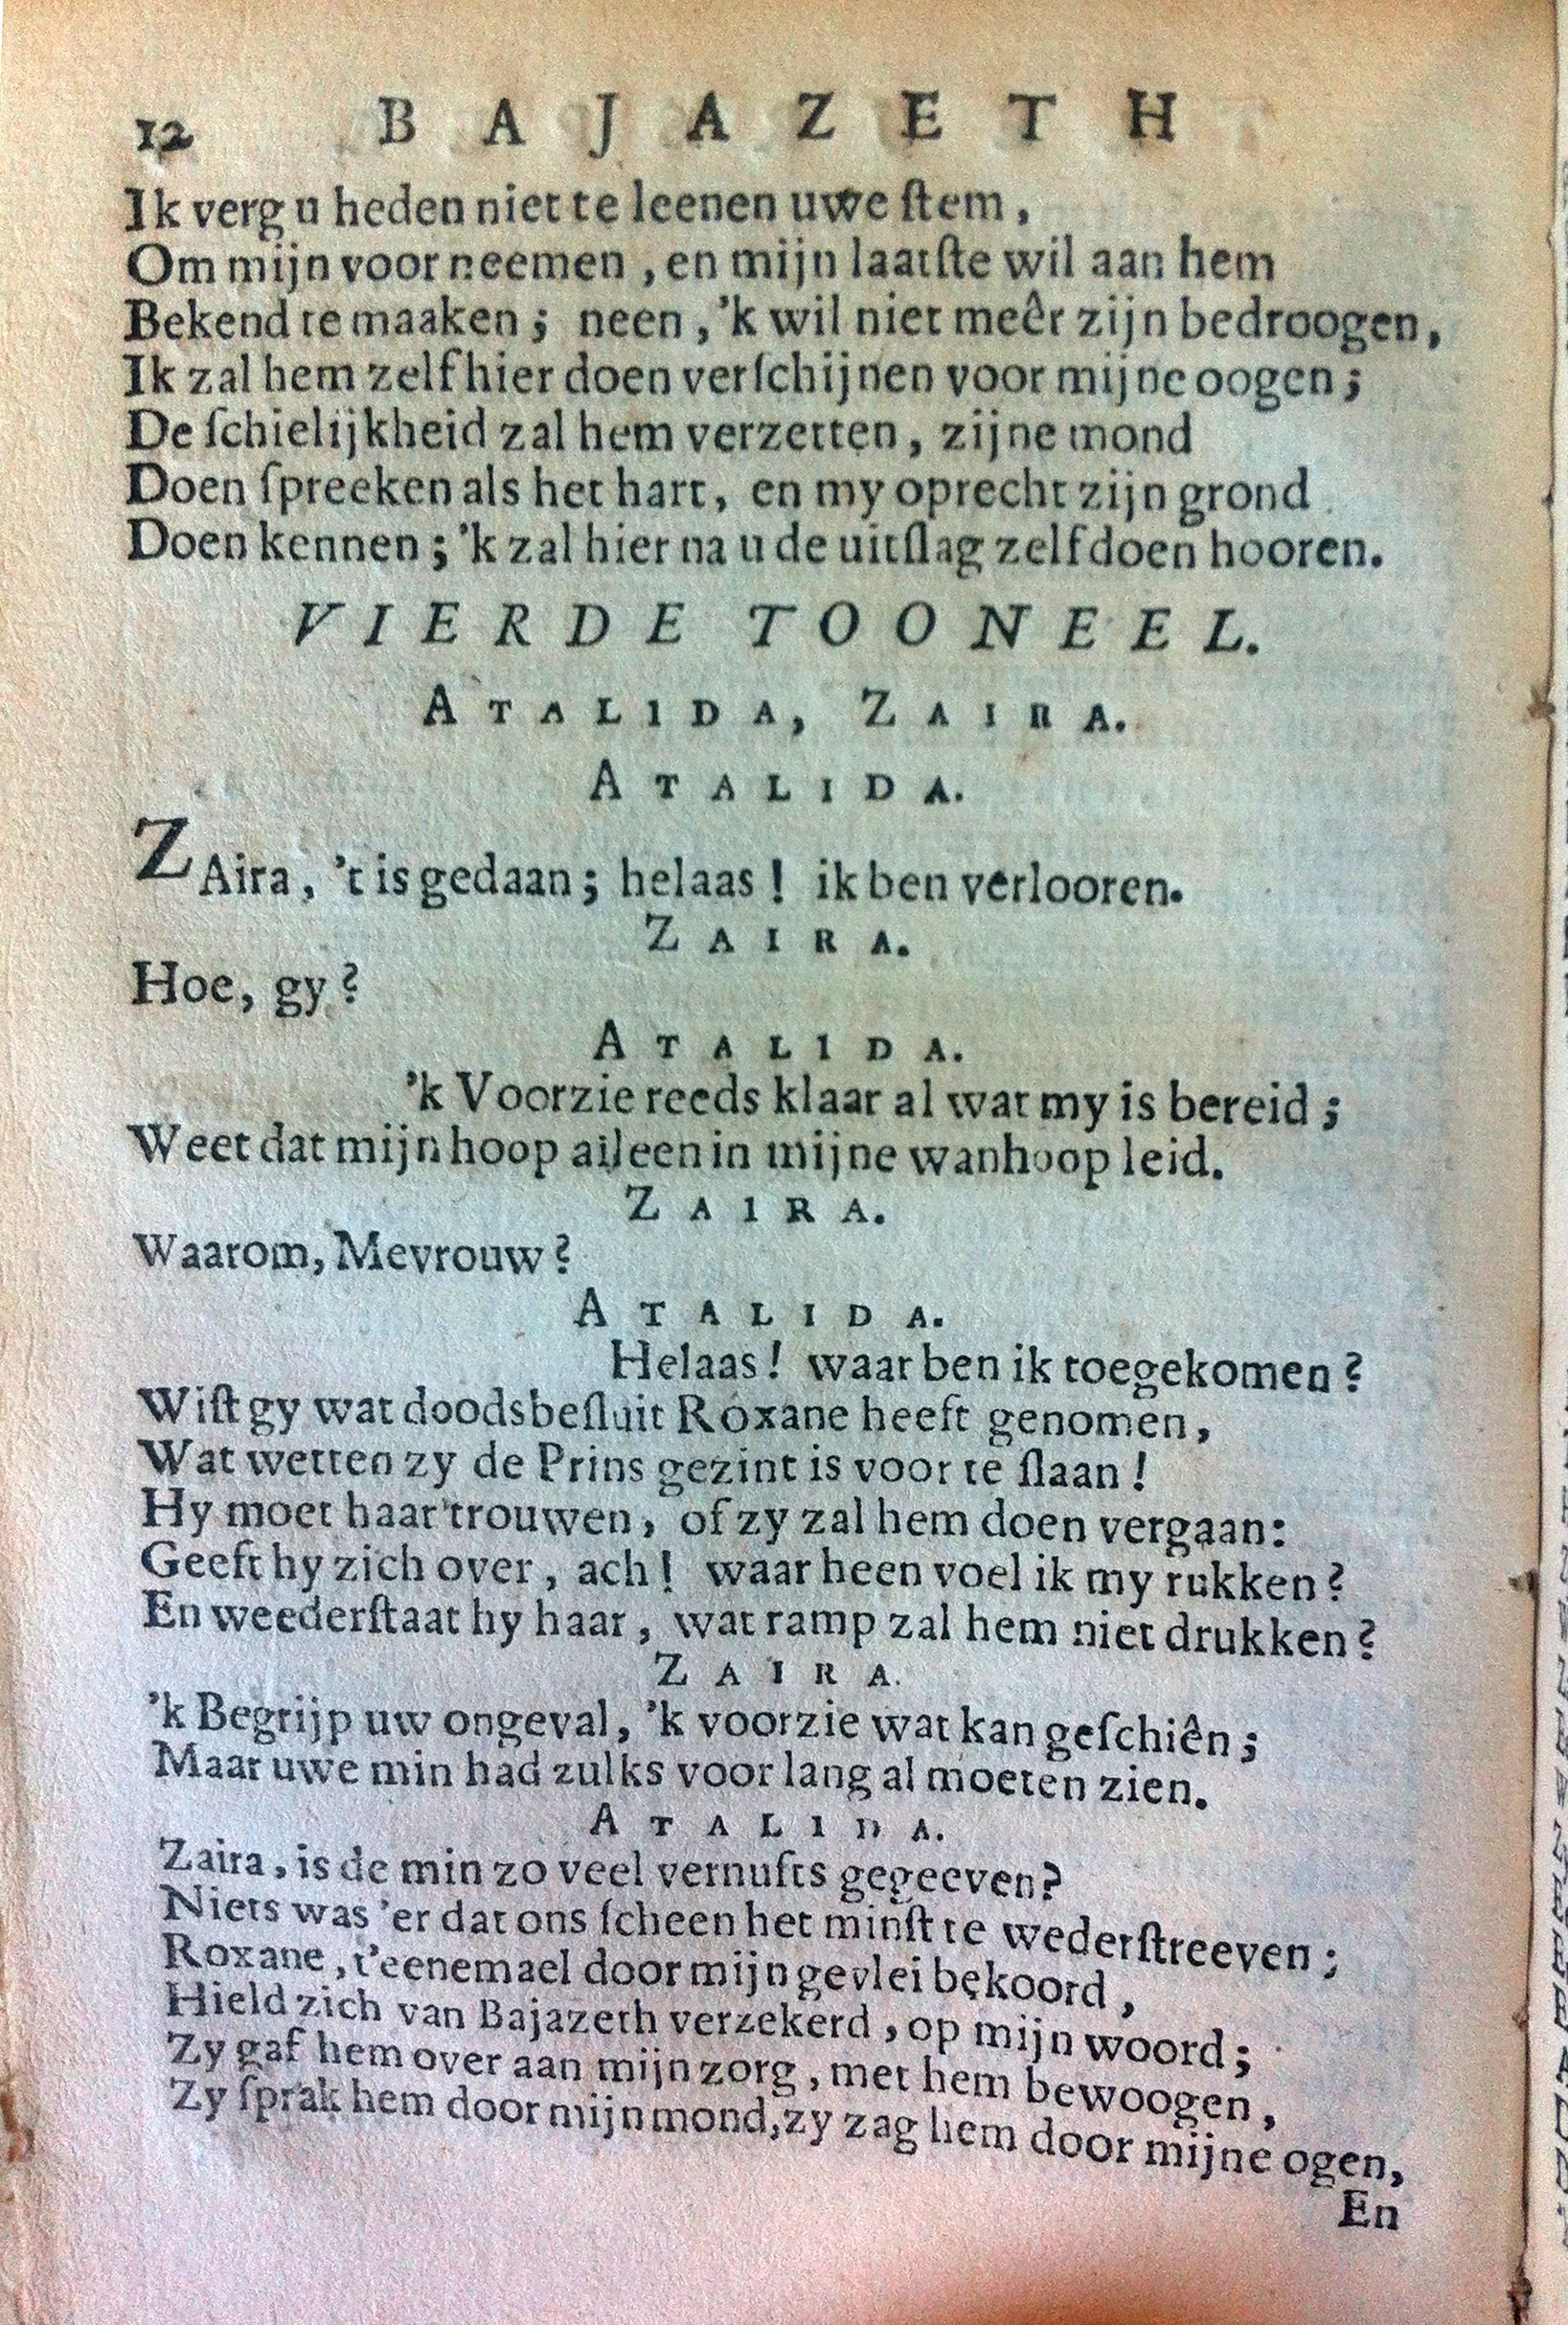 12 BAJAZETH
Ik verg u heden niet te leenen uwe ſtem,
Om mijn voorneemen, en mijn laatſte wil aan hem
Bekend te maaken; neen, 'k wil niet meêr zijn bedroogen,
Ik zal hem zelf hier doen verſchijnen voor mijne oogen;
De ſchielijkheid zal hem verzetten, zijne mond
Doen ſpreeken als het hart, en my oprecht zijn grond
Doen kennen; 'k zal hier na u de uitſlag zelf doen hooren.
VIERDE TOONEEL.
ATALIDA, ZAIRA.
ATALIDA.
ZAira, 't is gedaan; helaas! ik ben verlooren.
ZAIRA.
Hoe, gy?
ATALIDA.
'k Voorzie reeds klaar al wat my is bereid;
Weet dat mijn hoop alleen in mijne wanhoop leid.
ZAIRA.
Waarom, Mevrouw?
ATALIDA.
Helaas! waar ben ik toegekomen?
Wiſt gy wat doodsbeſluit Roxane heeft genomen,
Wat wetten zy de Prins gezint is voor te ſlaan!
Hy moet haar trouwen, of zy zal hem doen vergaan:
Geeft hy zich over, ach! waar heen voel ik my rukken?
En weederſtaat hy haar, wat ramp zal hem niet drukken?
ZAIRA.
'k Begrijp uw ongeval, 'k voorzie wat kan geſchiên;
Maar uwe min had zulks voor lang al moeten zien.
ATALIDA.
Zaira, is de min zo veel vernufts gegeeven?
Niets was 'er dat ons ſcheen het minſt te wederſtreeven;
Roxane, t'eenemael door mijn gevlei bekoord,
Hield zich van Bajazeth verzekerd, op mijn woord;
Zy gaf hem over aan mijn zorg, met hem bewoogen,
Zy ſprak hem door mijn mond, zy zag hem door mijne ogen,
En